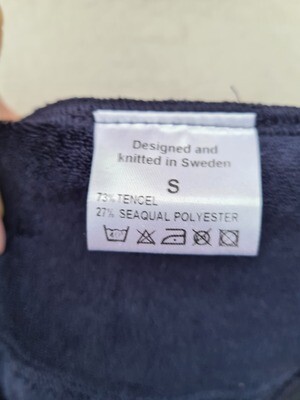 Designed and
knitted in Sweden
S
73% TENCEL
27% SEAQUAL POLYESTER